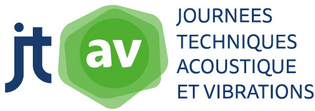 jt av
JOURNEES
TECHNIQUES
ACOUSTIQUE
ET VIBRATIONS